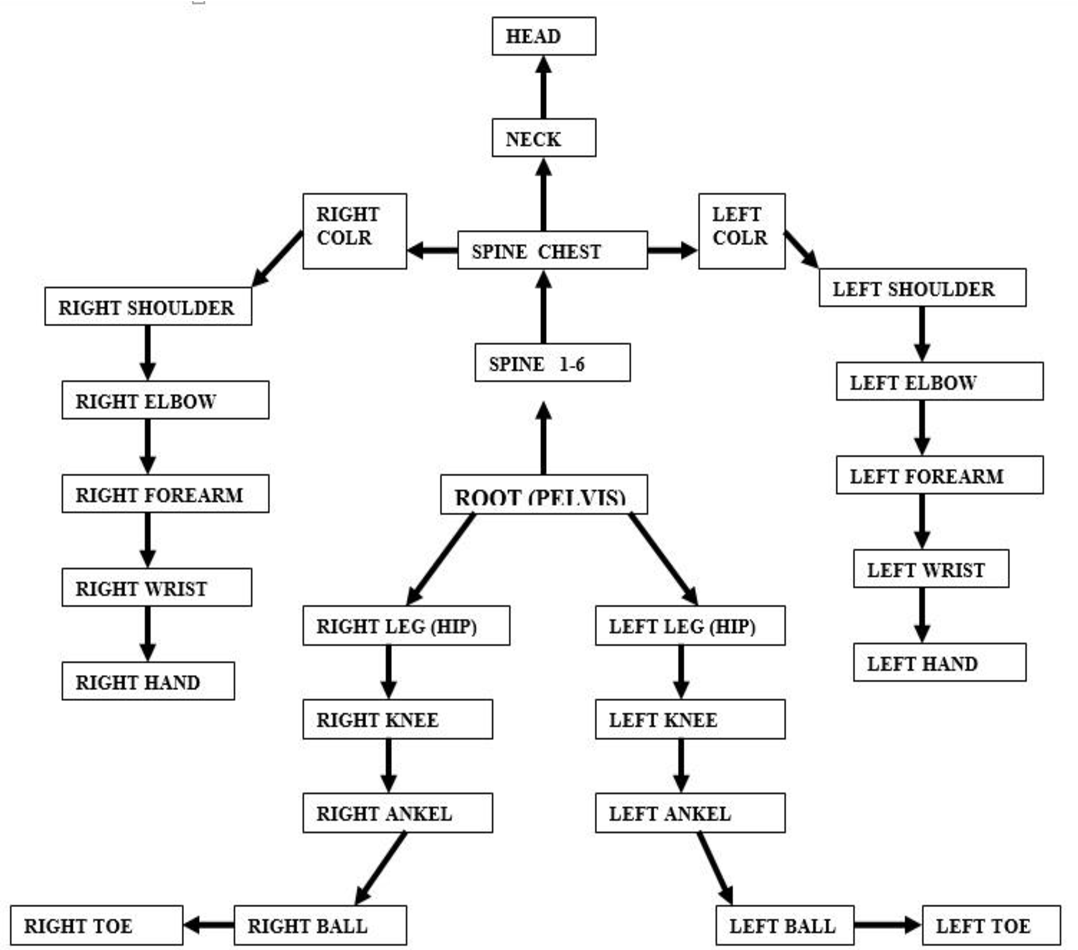 HEAD
NECK
RIGHT
COLR
LEFT
COLR
SPINE CHEST
RIGHT SHOULDER
LEFT SHOULDER
SPINE 1-6
RIGHT ELBOW
LEFT ELBOW
RIGHT FOREARM
LEFT FOREARM
ROOT (PELVIS)
RIGHT WRIST
LEFT WRIST
RIGHT HAND
LEFT HAND
RIGHT LEG (HIP)
LEFT LEG (HIP)
RIGHT KNEE
LEFT KNEE
RIGHT ANKEL
LEFT ANKEL
RIGHT TOE
RIGHT BALL
LEFT BALL
LEFT TOE